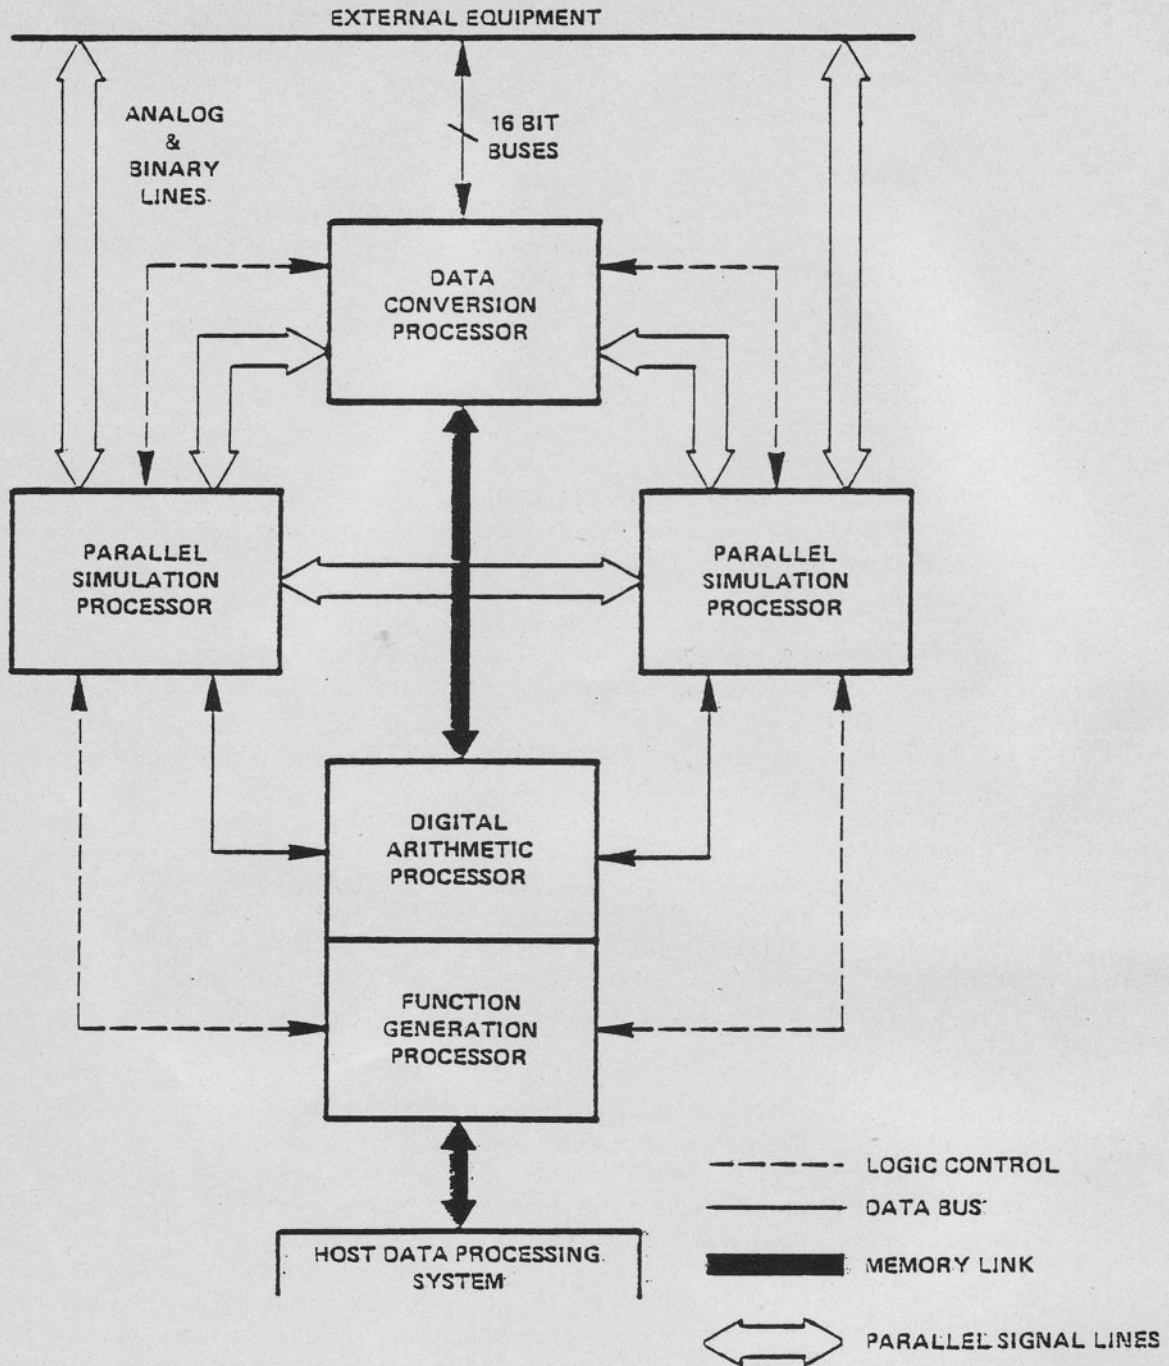 EXTERNAL EQUIPMENT
ANALOG
&
BINARY
LINES
16 BIT
BUSES
DATA
CONVERSION
PROCESSOR
PARALLEL
SIMULATION
PROCESSOR
PARALLEL
SIMULATION
PROCESSOR
DIGITAL
ARITHMETIC
PROCESSOR
FUNCTION
GENERATION
PROCESSOR
HOST DATA PROCESSING
SYSTEM
LOGIC CONTROL
DATA BUS
MEMORY LINK
PARALLEL SIGNAL LINES